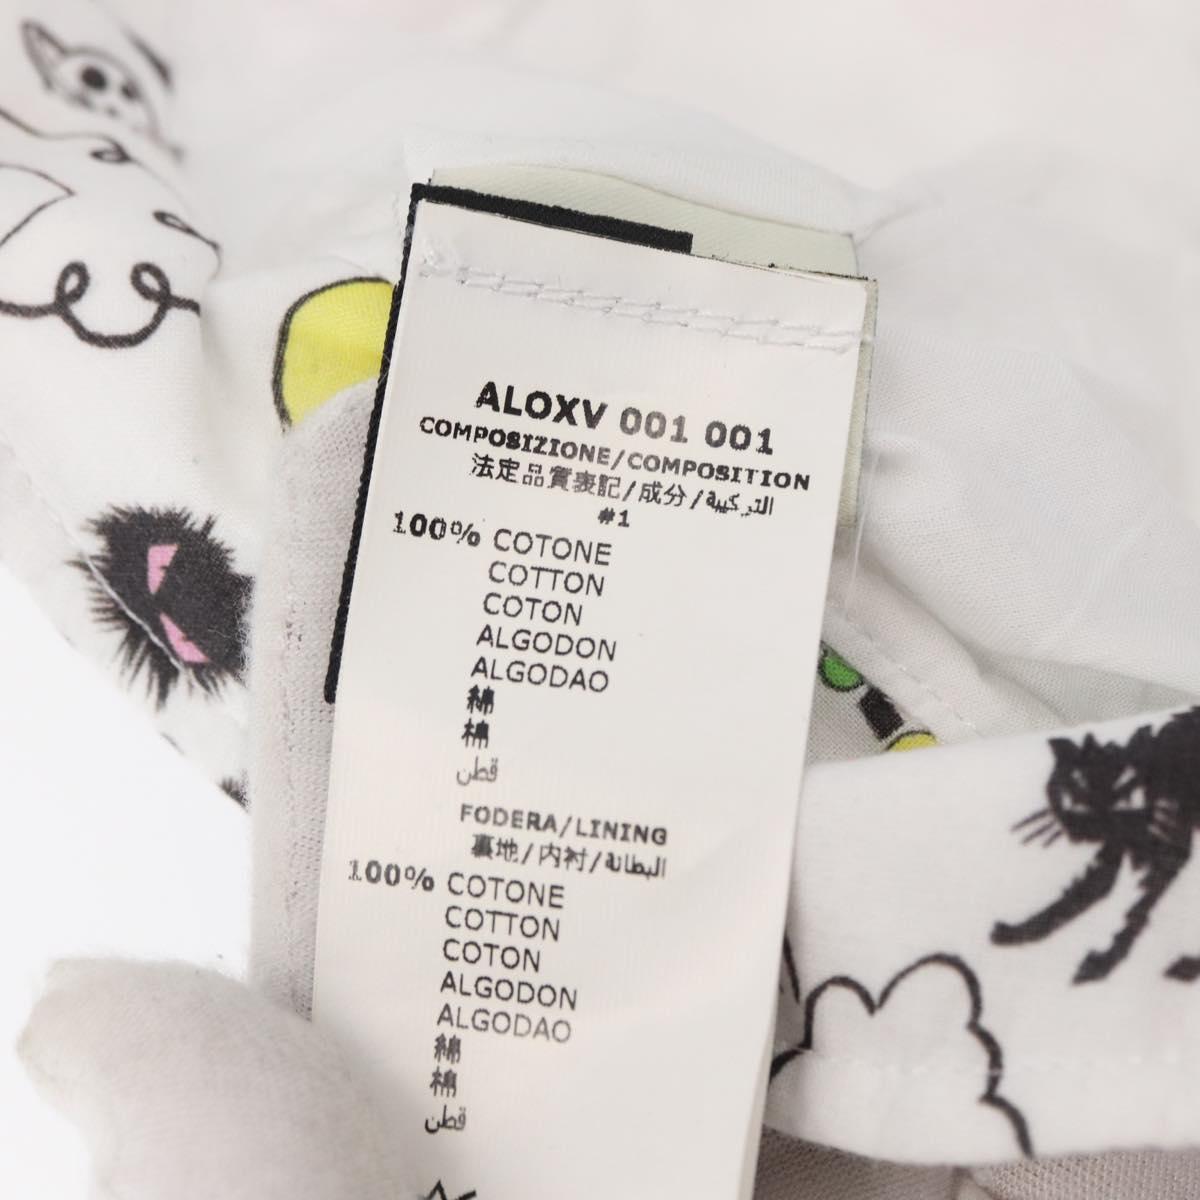 ALOXV 001 001
COMPOSIZIONE/COMPOSITION
法定品質表記/成分/التركيبة
#1
100% COTONE
COTTON
COTON
ALGODON
ALGODAO
綿
棉
قطن
FODERA/LINING
裏地/内衬/البطانة
100% COTONE
COTTON
COTON
ALGODON
ALGODAO
綿
棉
قطن